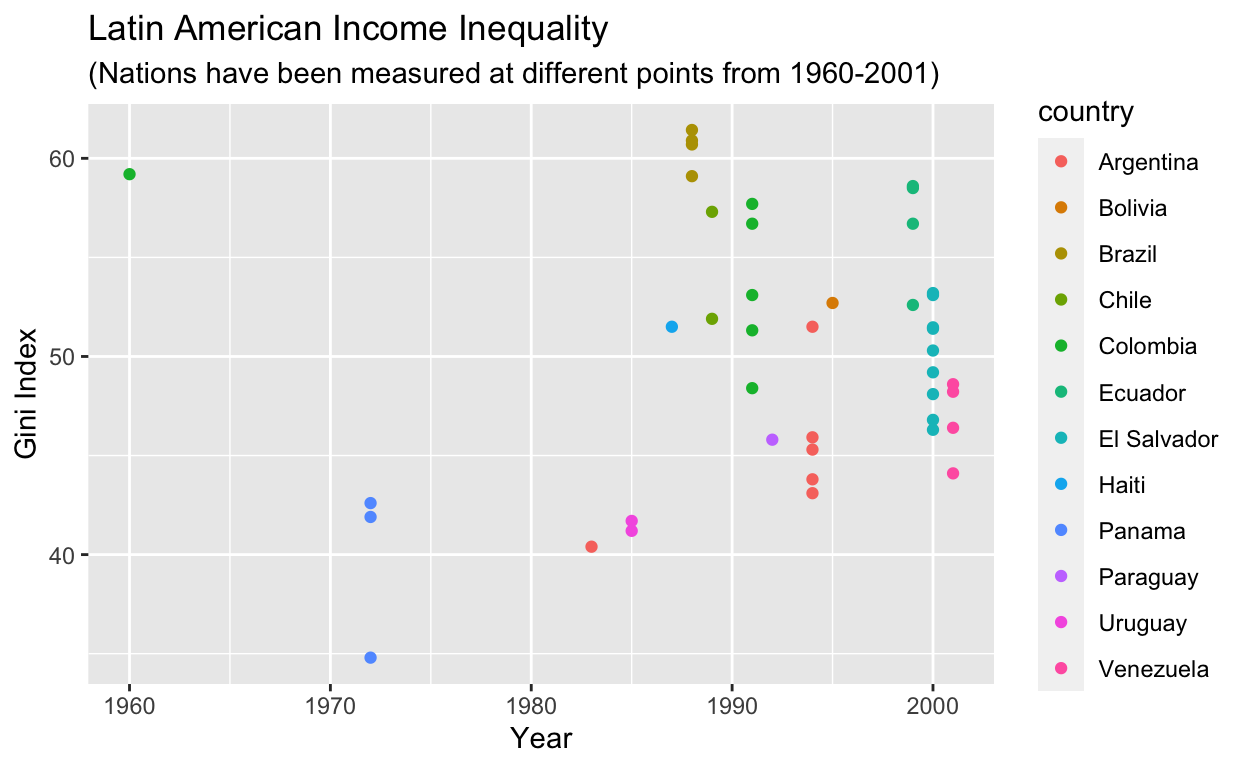 Latin American Income Inequality
(Nations have been measured at different points from 1960-2001)
country
Argentina
Bolivia
Brazil
Chile
Colombia
Ecuador
El Salvador
Haiti
Panama
Paraguay
Uruguay
Venezuela
Gini Index
60
50
40
1960 1970 1980 1990 2000
Year